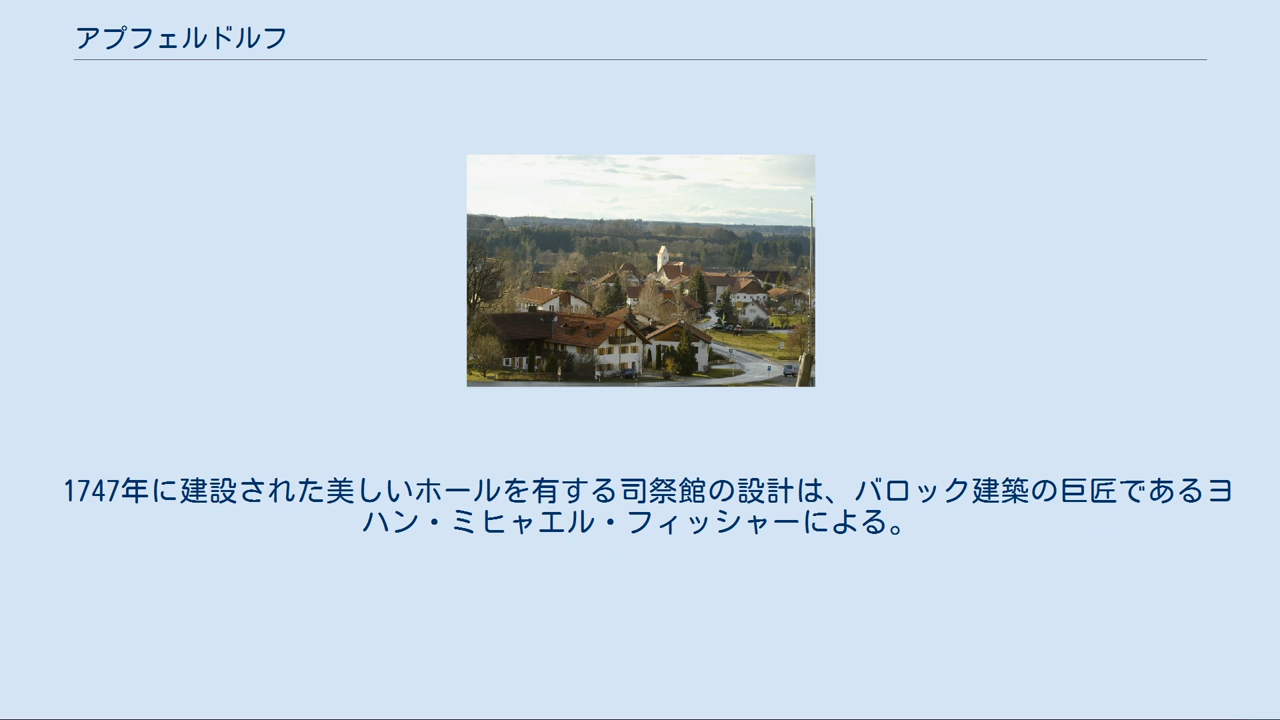 アプフェルドルフ
1747年に建設された美しいホールを有する司祭館の設計は、バロック建築の巨匠であるヨ
ハン・ミヒャエル・フィッシャーによる。